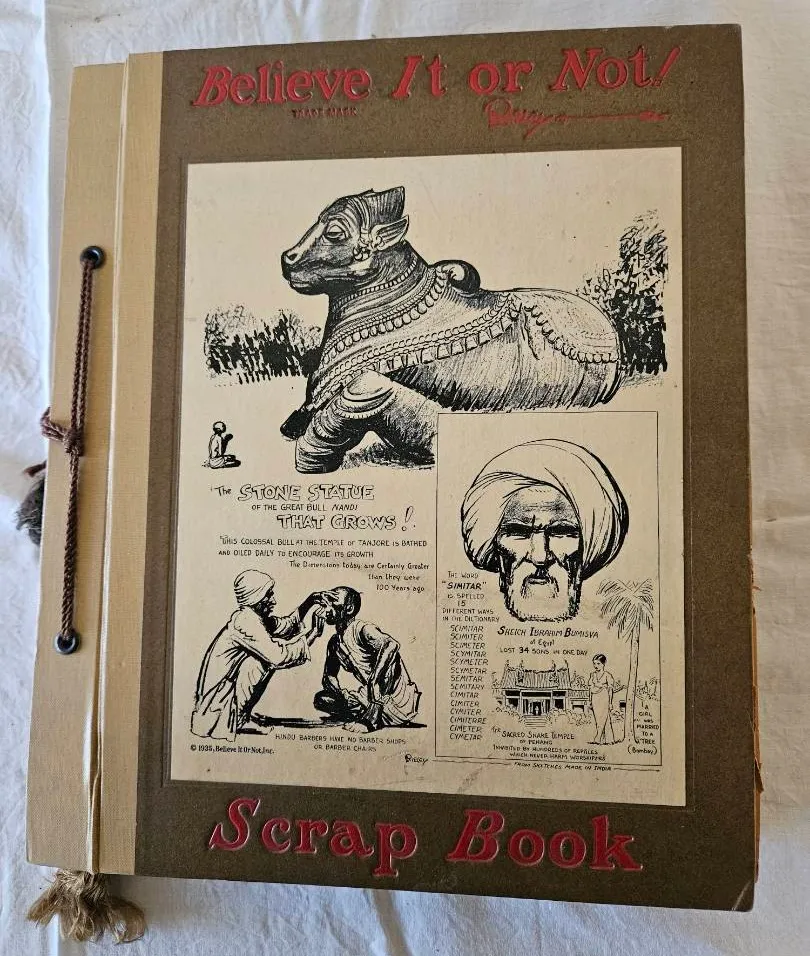 Believe It or Not!
TRADE MARK
Ripley
The STONE STATUE
OF THE GREAT BULL NANDI
THAT GROWS!
THIS COLOSSAL BULL AT THE TEMPLE OF TANJORE IS BATHED
AND OILED DAILY TO ENCOURAGE ITS GROWTH
The Dimensions today are Certainly Greater
than they were
100 Years ago
HINDU BARBERS HAVE NO BARBER SHOPS
OR BARBER CHAIRS
© 1935, Believe It Or Not, Inc.
RIPLEY
THE WORD
"SIMITAR"
IS SPELLED
15
DIFFERENT WAYS
IN THE DICTIONARY
SCIMITAR
SCIMITER
SCIMETER
SCYMITAR
SCYMETER
SCYMETAR
SEMITAR
SEMITARY
CIMITAR
CIMITER
CYMITER
CIMITERRE
CIMETER
CYMETAR
SHEICH IBRAHIM BUMISVA
of Egypt
LOST 34 SONS IN ONE DAY
THE SACRED SNAKE TEMPLE
OF PENANG
INHIBITED BY HUNDREDS OF REPTILES
WHICH NEVER HARM WORSHIPERS
A
GIRL
WAS
MARRIED
TO A
TREE
(Bombay)
FROM SKETCHES MADE IN INDIA
Scrap Book